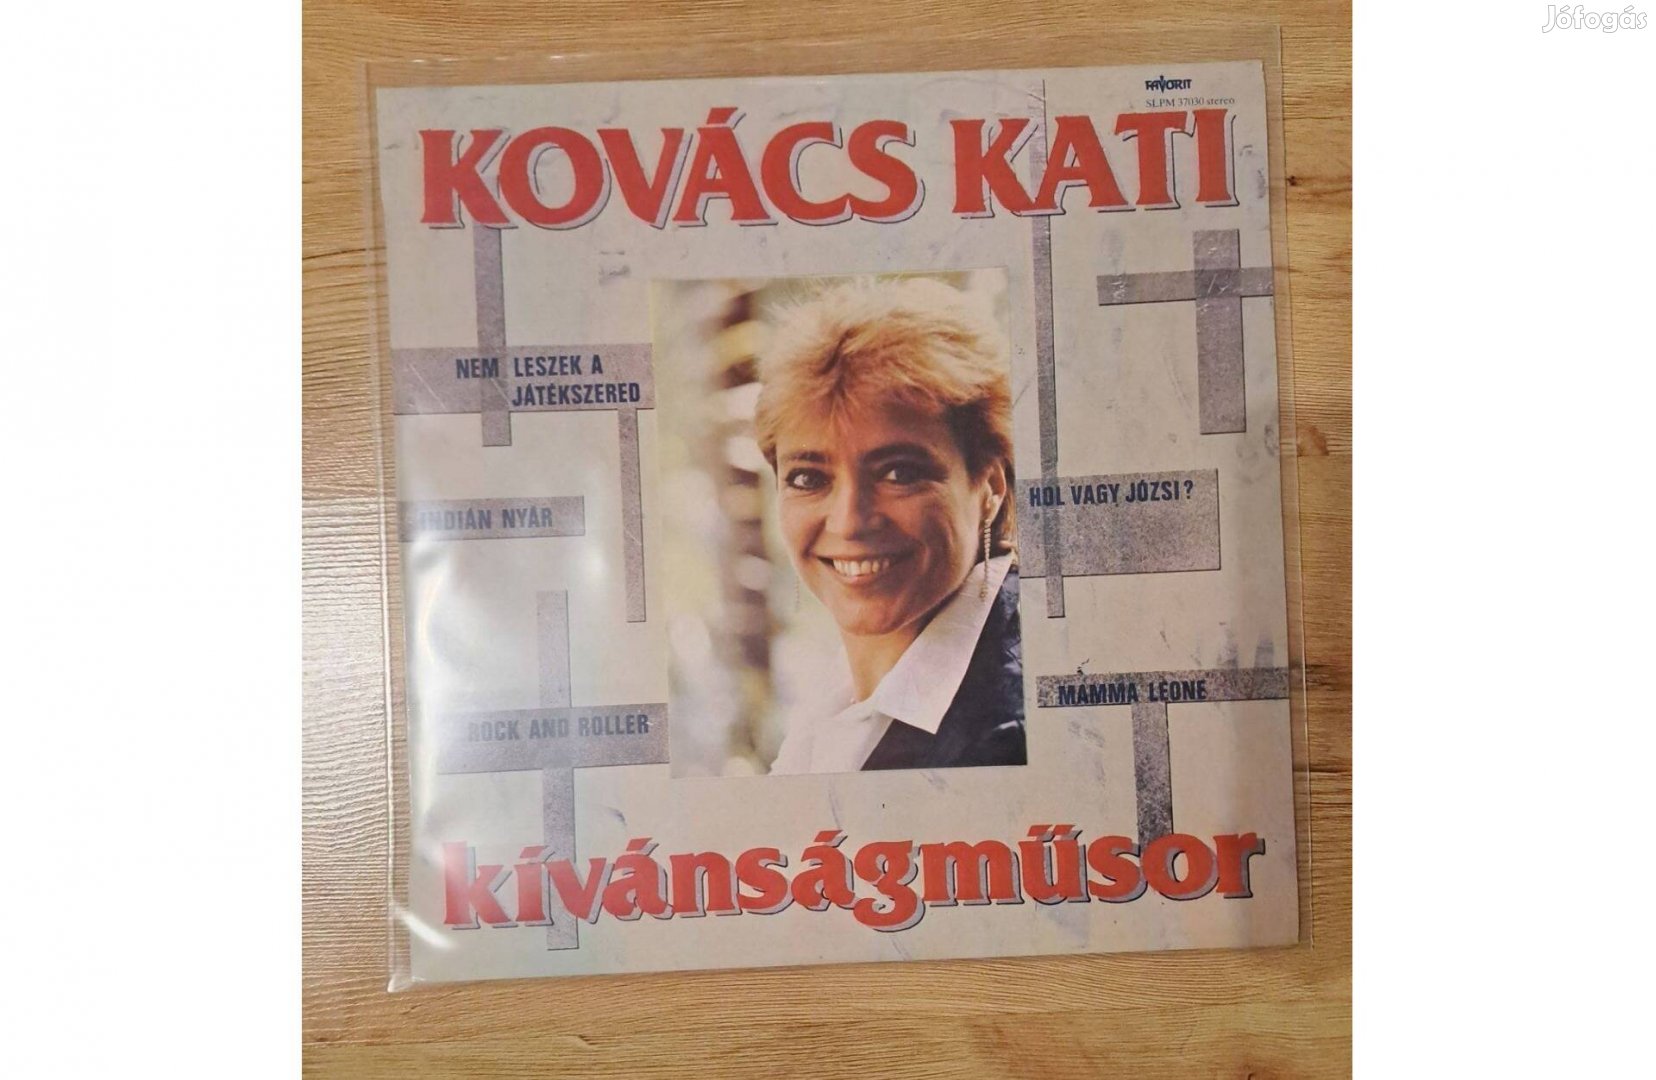 Jófogás
FAVORIT
SLPM 37030 stereo
KOVÁCS KATI
NEM LESZEK A
JÁTÉKSZERED
INDIÁN NYÁR
HOL VAGY JÓZSI?
ROCK AND ROLLER
MAMMA LEONE
kívánságműsor